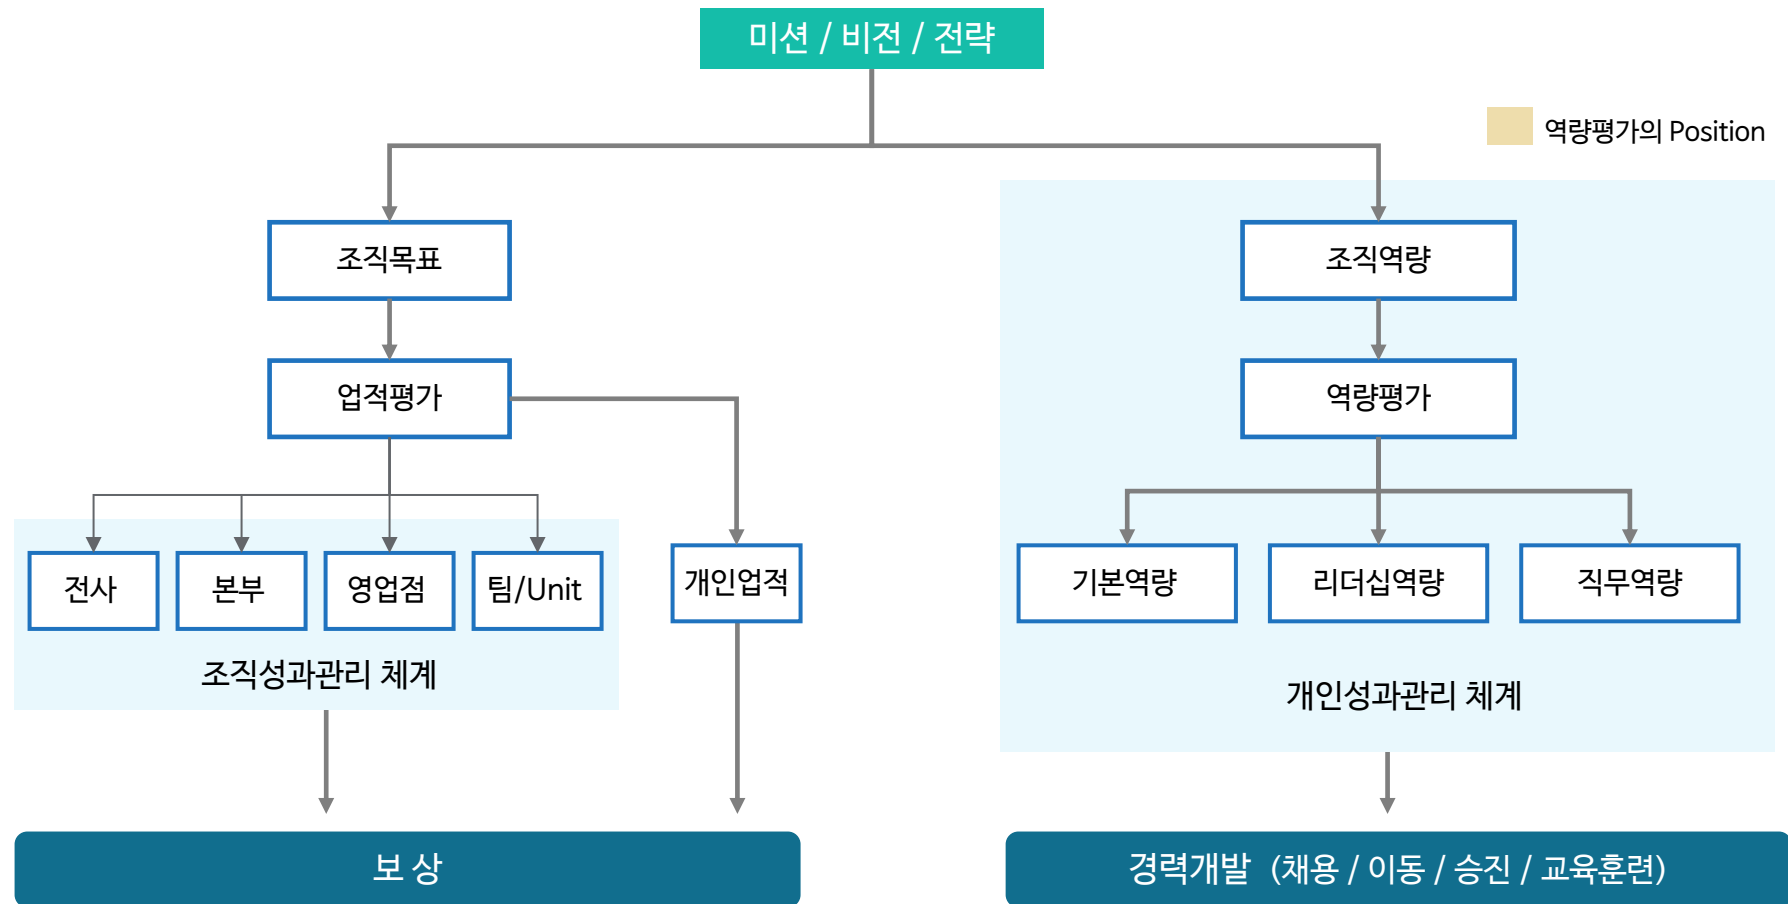 미션 / 비전 / 전략
역량평가의 Position
조직목표
조직역량
업적평가
역량평가
전사
본부
영업점
팀/Unit
개인업적
기본역량
리더십역량
직무역량
조직성과관리 체계
개인성과관리 체계
보 상
경력개발 (채용 / 이동 / 승진 / 교육훈련)